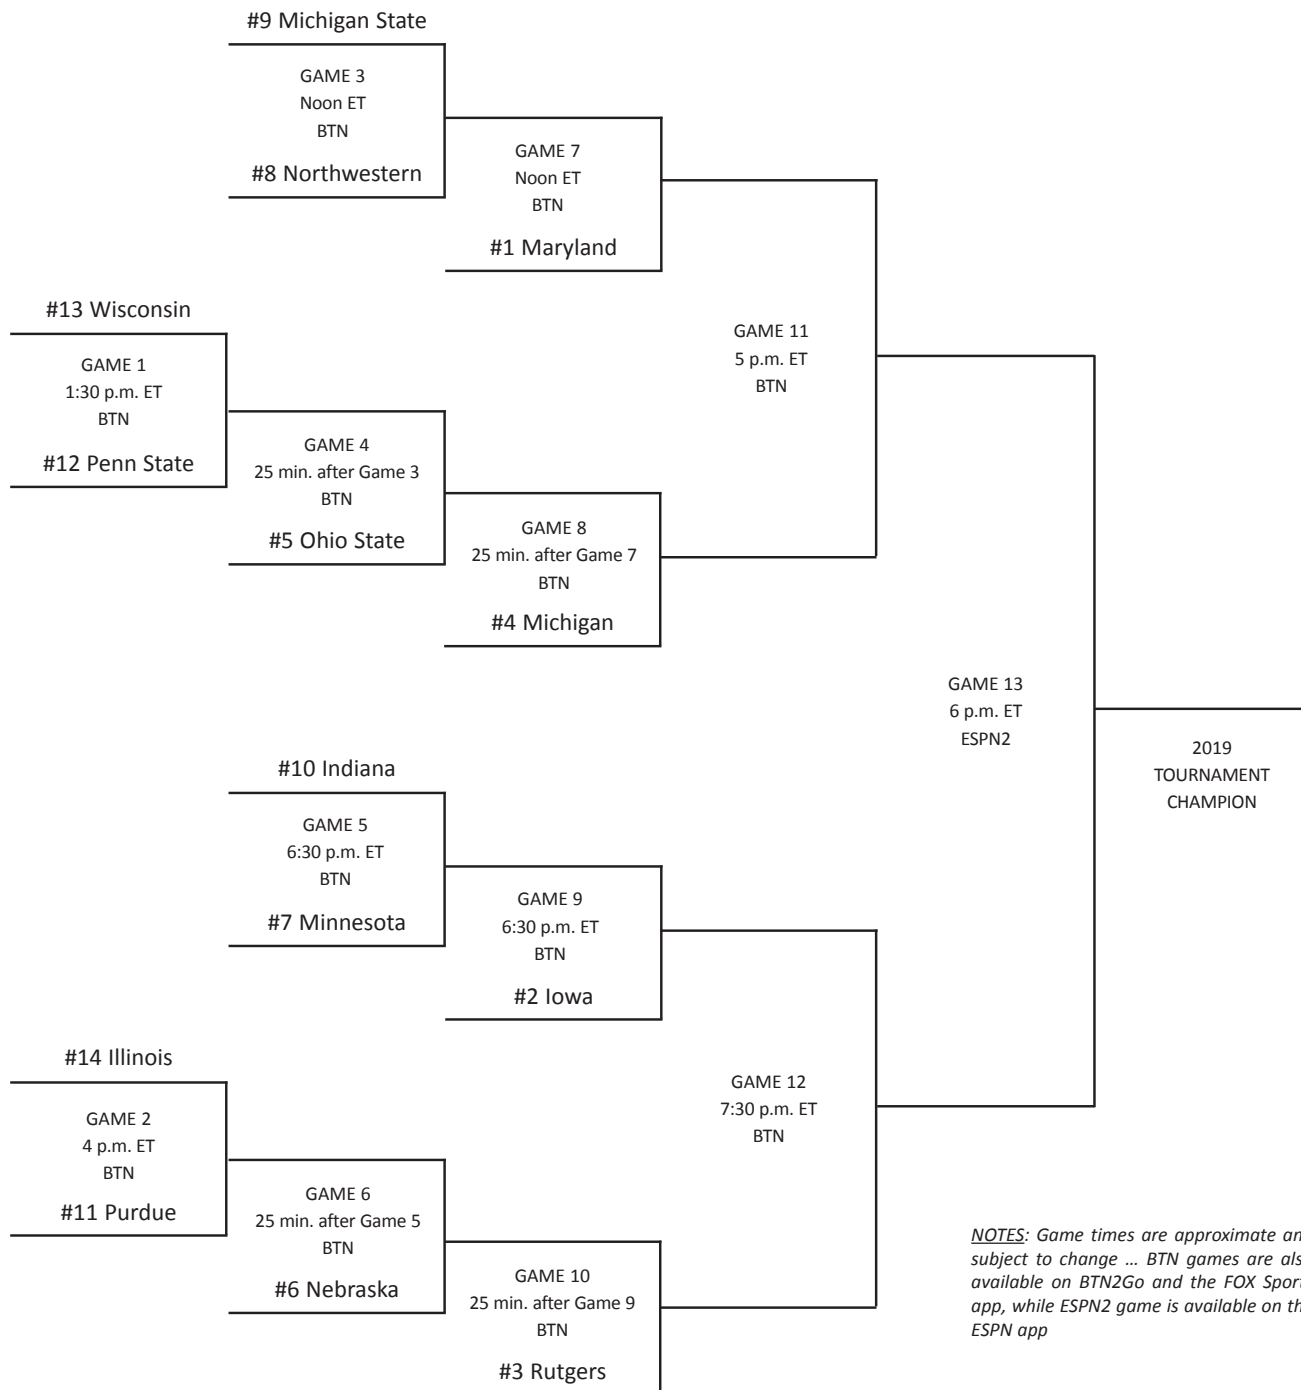 #9 Michigan State
GAME 3
Noon ET
BTN
#8 Northwestern
GAME 7
Noon ET
BTN
#1 Maryland
#13 Wisconsin
GAME 1
1:30 p.m. ET
BTN
#12 Penn State
GAME 4
25 min. after Game 3
BTN
#5 Ohio State
GAME 8
25 min. after Game 7
BTN
#4 Michigan
GAME 11
5 p.m. ET
BTN
GAME 13
6 p.m. ET
ESPN2
2019
TOURNAMENT
CHAMPION
#10 Indiana
GAME 5
6:30 p.m. ET
BTN
#7 Minnesota
GAME 9
6:30 p.m. ET
BTN
#2 Iowa
#14 Illinois
GAME 2
4 p.m. ET
BTN
#11 Purdue
GAME 6
25 min. after Game 5
BTN
#6 Nebraska
GAME 10
25 min. after Game 9
BTN
#3 Rutgers
GAME 12
7:30 p.m. ET
BTN
NOTES: Game times are approximate an
subject to change ... BTN games are als
available on BTN2Go and the FOX Sport
app, while ESPN2 game is available on th
ESPN app